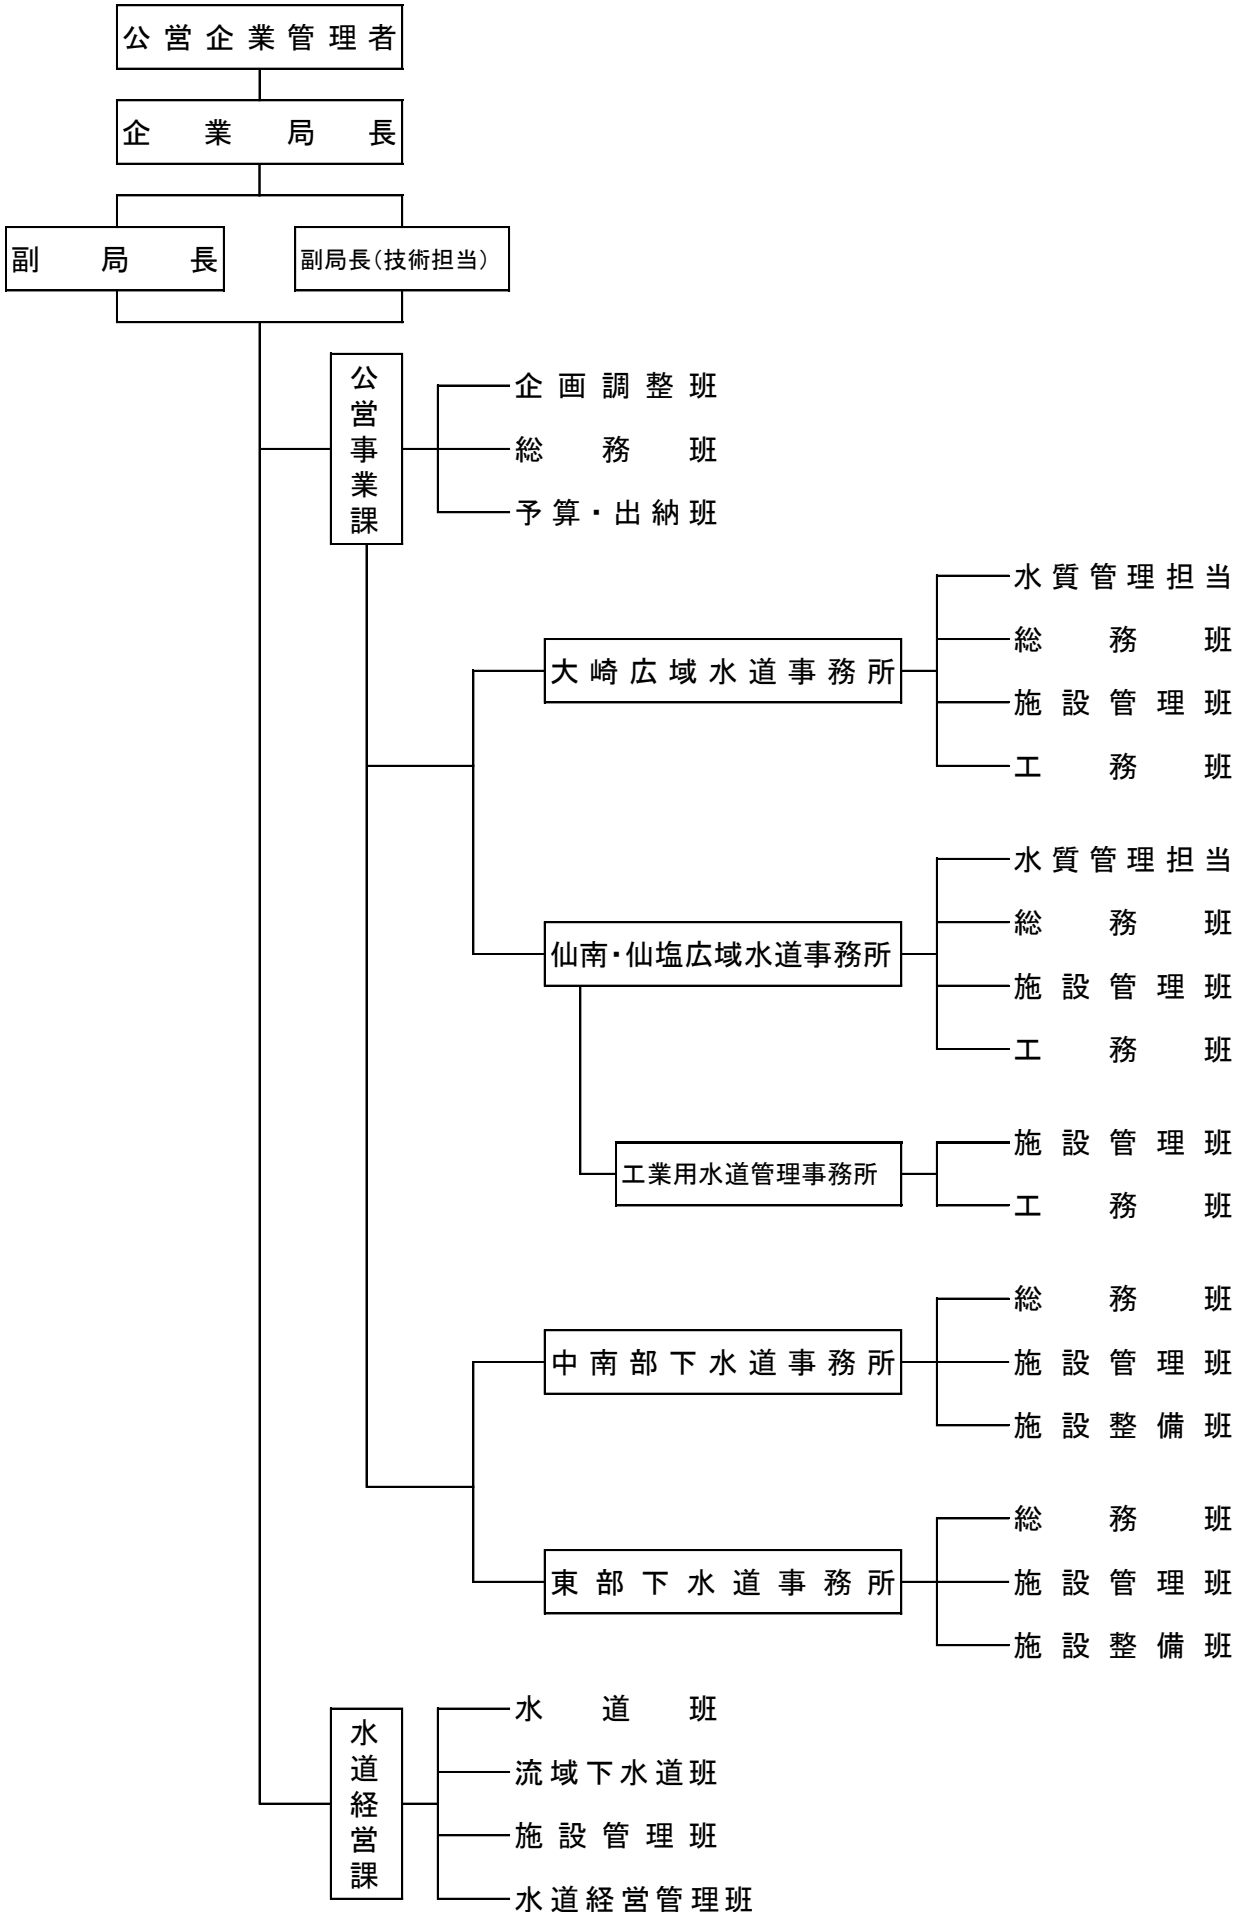 公営企業管理者
企業局長
副局長
副局長(技術担当)
公営事業課
企画調整班
総務班
予算・出納班
大崎広域水道事務所
水質管理担当
総務班
施設管理班
工務班
仙南・仙塩広域水道事務所
水質管理担当
総務班
施設管理班
工務班
工業用水道管理事務所
施設管理班
工務班
中南部下水道事務所
総務班
施設管理班
施設整備班
東部下水道事務所
総務班
施設管理班
施設整備班
水道経営課
水道班
流域下水道班
施設管理班
水道経営管理班